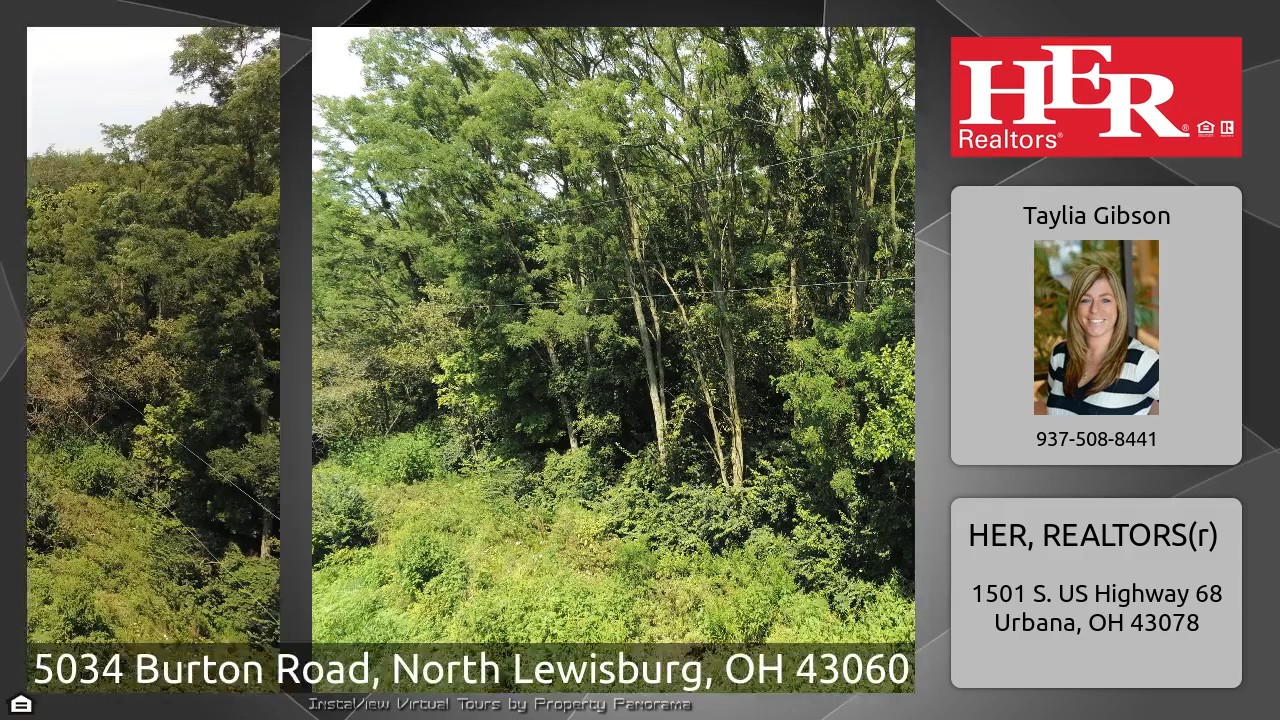 HER
Realtors®
Taylia Gibson
937-508-8441
HER, REALTORS(r)
1501 S. US Highway 68
Urbana, OH 43078
5034 Burton Road, North Lewisburg, OH 43060
InstaView Virtual Tours by Property Panorama